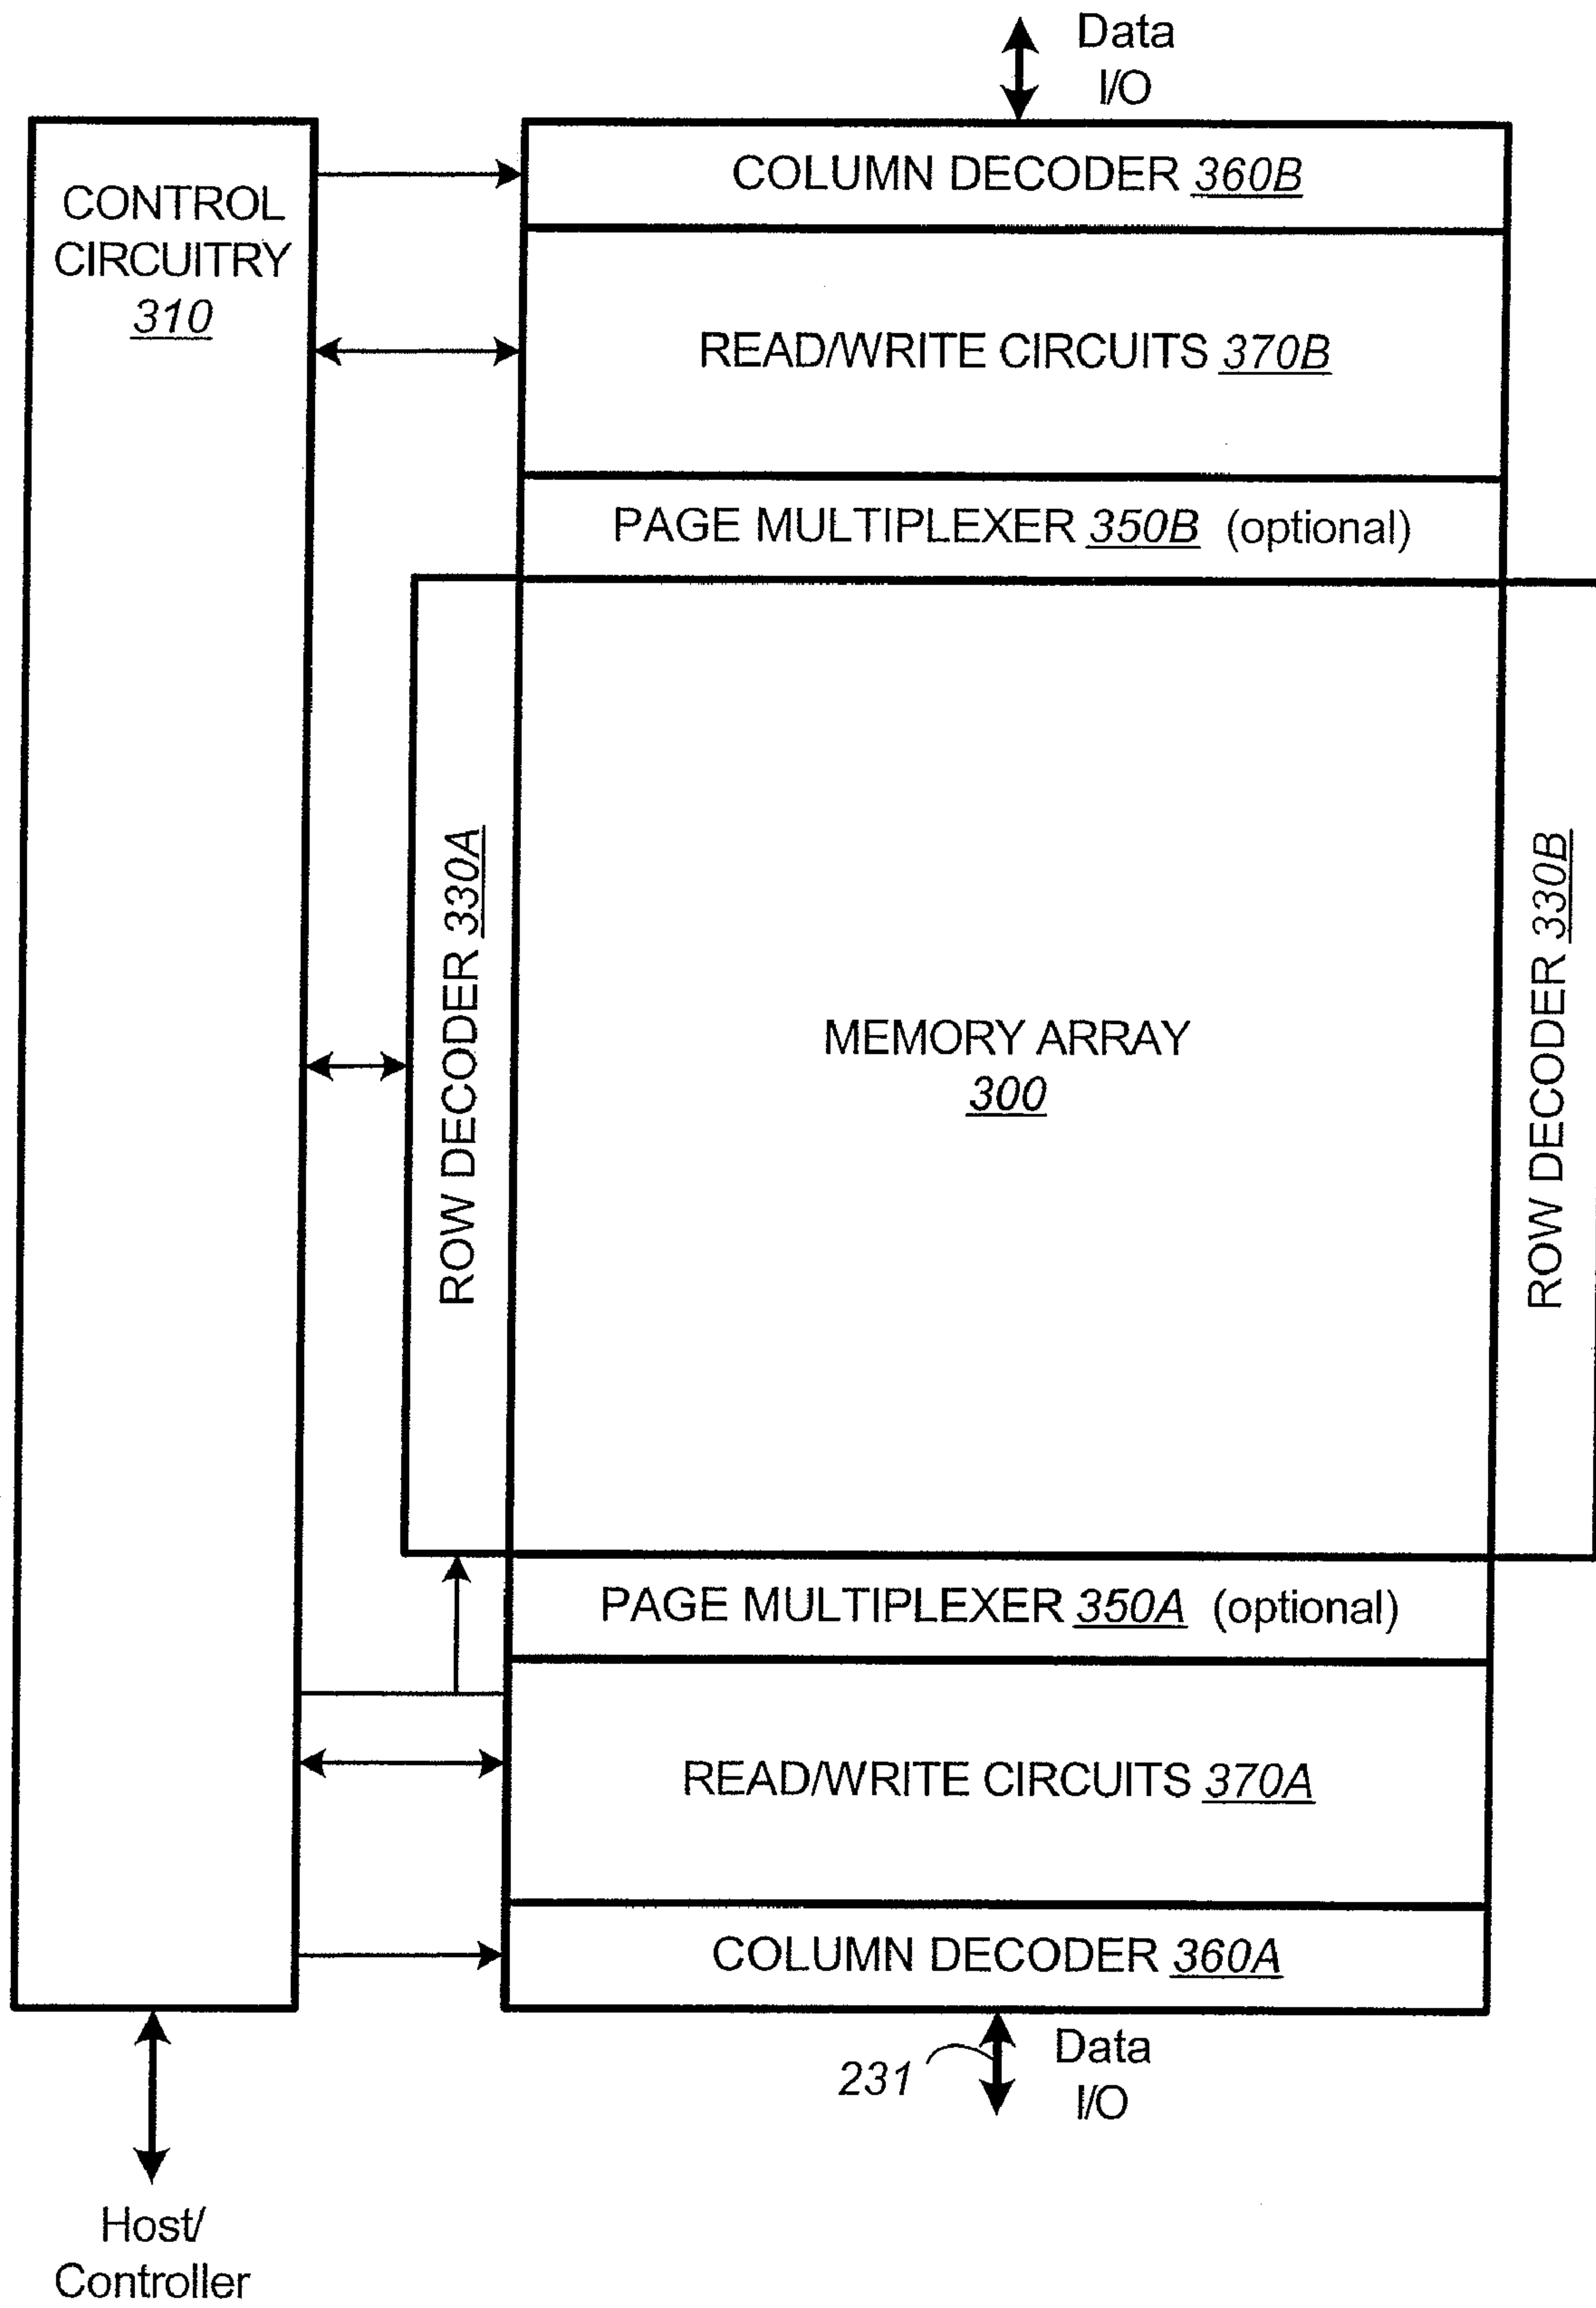 Data
I/O
CONTROL
CIRCUITRY
310
COLUMN DECODER 360B
READ/WRITE CIRCUITS 370B
PAGE MULTIPLEXER 350B (optional)
ROW DECODER 330A
MEMORY ARRAY
300
ROW DECODER 330B
PAGE MULTIPLEXER 350A (optional)
READ/WRITE CIRCUITS 370A
COLUMN DECODER 360A
231
Data
I/O
Host/
Controller